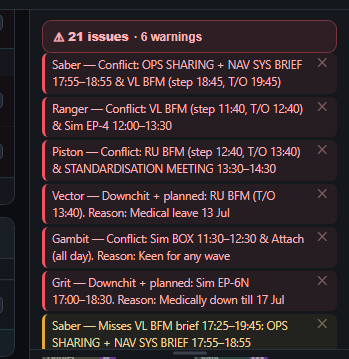 ⚠ 21 issues · 6 warnings
Saber — Conflict: OPS SHARING + NAV SYS BRIEF
17:55–18:55 & VL BFM (step 18:45, T/O 19:45)
Ranger — Conflict: VL BFM (step 11:40, T/O 12:40)
& Sim EP-4 12:00–13:30
Piston — Conflict: RU BFM (step 12:40, T/O 13:40)
& STANDARDISATION MEETING 13:30–14:30
Vector — Downchit + planned: RU BFM (T/O
13:40). Reason: Medical leave 13 Jul
Gambit — Conflict: Sim BOX 11:30–12:30 & Attach
(all day). Reason: Keen for any wave
Grit — Downchit + planned: Sim EP-6N
17:00–18:30. Reason: Medically down till 17 Jul
Saber — Misses VL BFM brief 17:25–19:45: OPS
SHARING + NAV SYS BRIEF 17:55–18:55